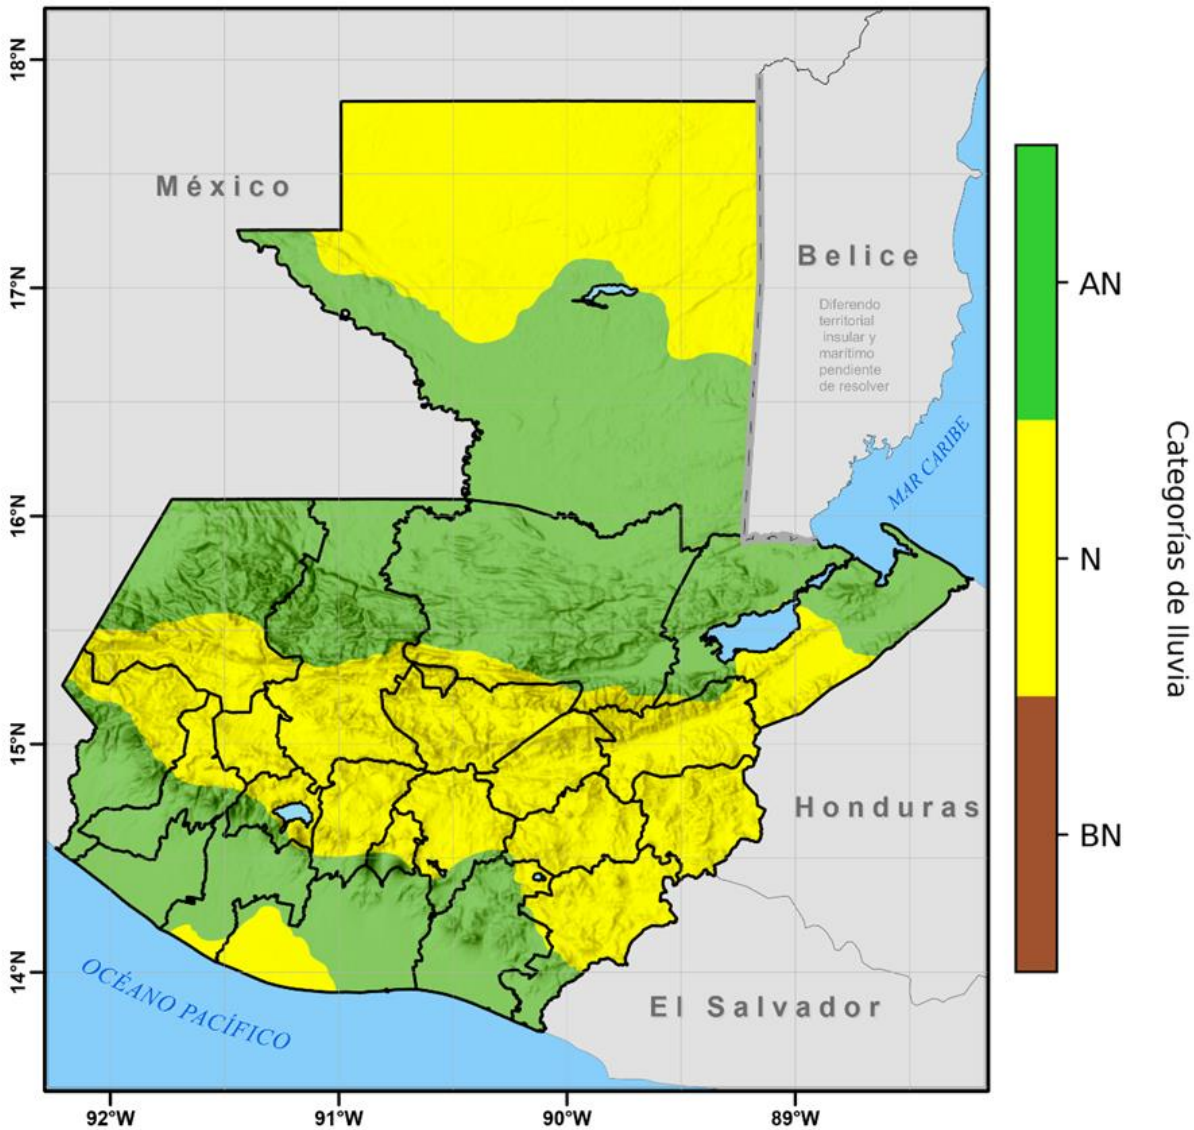 18°N
17°N
16°N
15°N
14°N
92°W
91°W
90°W
89°W
México
Belice
Diferendo
territorial
insular y
marítimo
pendiente
de resolver
MAR CARIBE
Honduras
El Salvador
OCÉANO PACÍFICO
AN
N
BN
Categorías de lluvia